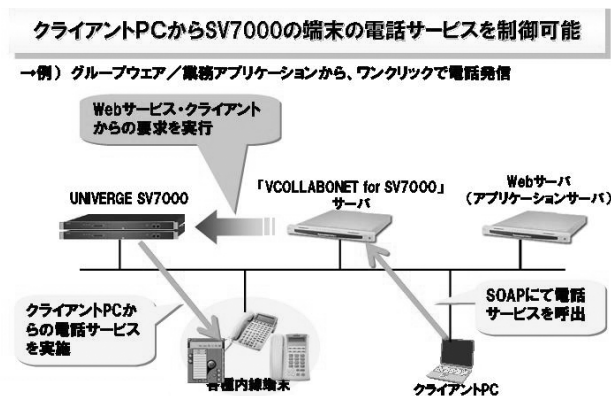 クライアントPCからSV7000の端末の電話サービスを制御可能
→例） グループウェア／業務アプリケーションから、ワンクリックで電話発信
Webサービス・クライアント
からの要求を実行
UNIVERGE SV7000
「VCOLLABONET for SV7000」
サーバ
Webサーバ
（アプリケーションサーバ）
クライアントPCか
らの電話サービス
を実施
SOAPにて電話
サービスを呼出
各種内線端末
クライアントPC